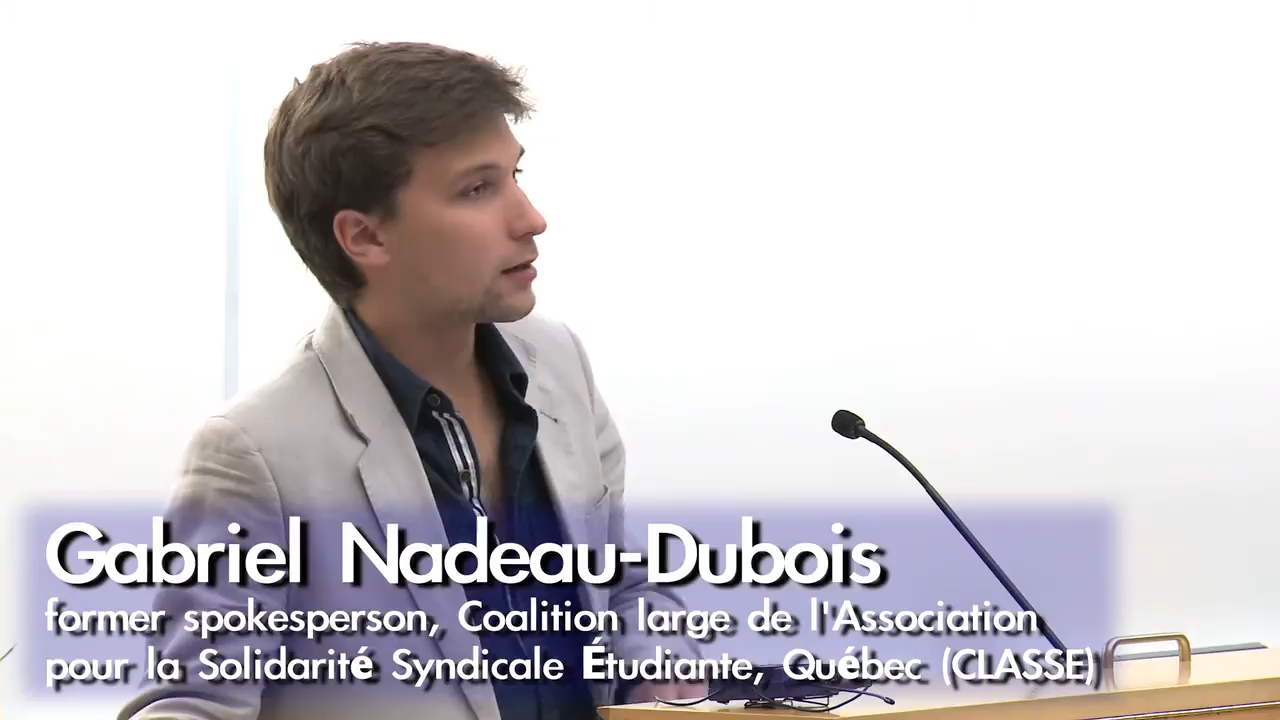 Gabriel Nadeau-Dubois
former spokesperson, Coalition large de l'Association
pour la Solidarité Syndicale Étudiante, Québec (CLASSE)